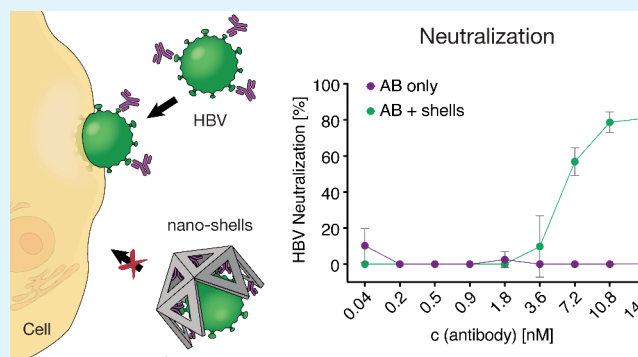 HBV
nano-shells
Cell
Neutralization
AB only
AB + shells
HBV Neutralization [%]
100
80
60
40
20
0
0.04
0.2
0.5
0.9
1.8
3.6
7.2
10.8
c (antibody) [nM]